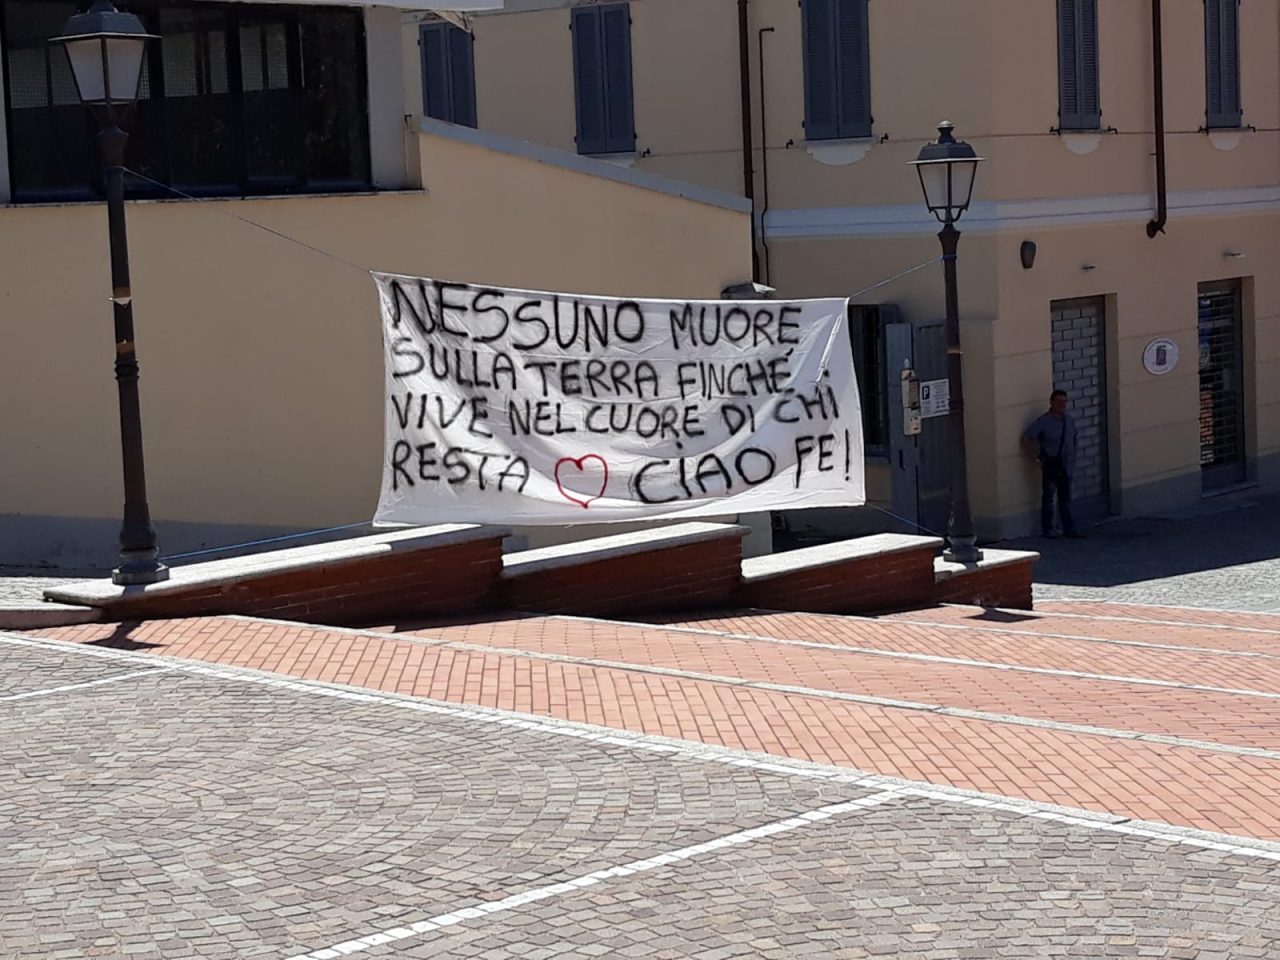 NESSUNO MUORE
SULLA TERRA FINCHÉ
VIVE NEL CUORE DI CHI
RESTA CIAO FE!
P